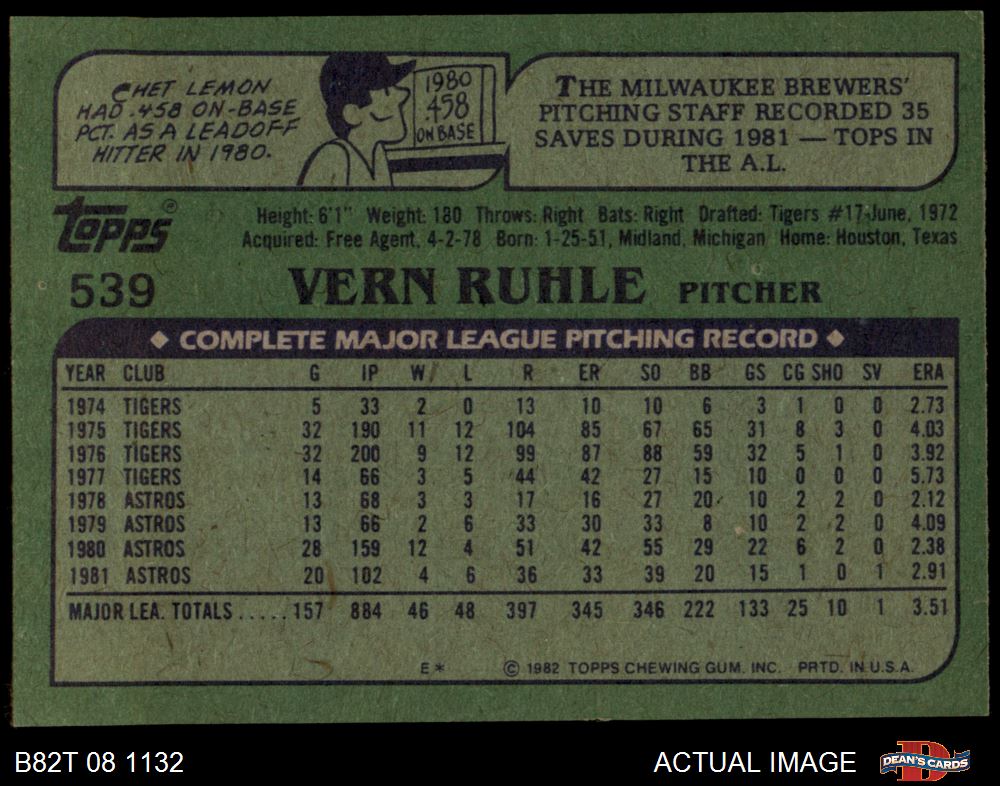 CHET LEMON
HAD .458 ON-BASE
PCT. AS A LEADOFF
HITTER IN 1980.
1980
.458
ON BASE
THE MILWAUKEE BREWERS'
PITCHING STAFF RECORDED 35
SAVES DURING 1981 — TOPS IN
THE A.L.
Topps®
Height: 6'1" Weight: 180 Throws: Right Bats: Right Drafted: Tigers #17-June, 1972
Acquired: Free Agent, 4-2-78 Born: 1-25-51, Midland, Michigan Home: Houston, Texas
539 VERN RUHLE PITCHER
◆ COMPLETE MAJOR LEAGUE PITCHING RECORD ◆
YEAR CLUB G IP W L R ER SO BB GS CG SHO SV ERA
1974 TIGERS 5 33 2 0 13 10 10 6 3 1 0 0 2.73
1975 TIGERS 32 190 11 12 104 85 67 65 31 8 3 0 4.03
1976 TIGERS 32 200 9 12 99 87 88 59 32 5 1 0 3.92
1977 TIGERS 14 66 3 5 44 42 27 15 10 0 0 0 5.73
1978 ASTROS 13 68 3 3 17 16 27 20 10 2 2 0 2.12
1979 ASTROS 13 66 2 6 33 30 33 8 10 2 2 0 4.09
1980 ASTROS 28 159 12 4 51 42 55 29 22 6 2 0 2.38
1981 ASTROS 20 102 4 6 36 33 39 20 15 1 0 1 2.91
MAJOR LEA. TOTALS ..... 157 884 46 48 397 345 346 222 133 25 10 1 3.51
E* © 1982 TOPPS CHEWING GUM, INC. PRTD. IN U.S.A.
B82T 08 1132 ACTUAL IMAGE D DEAN'S CARDS